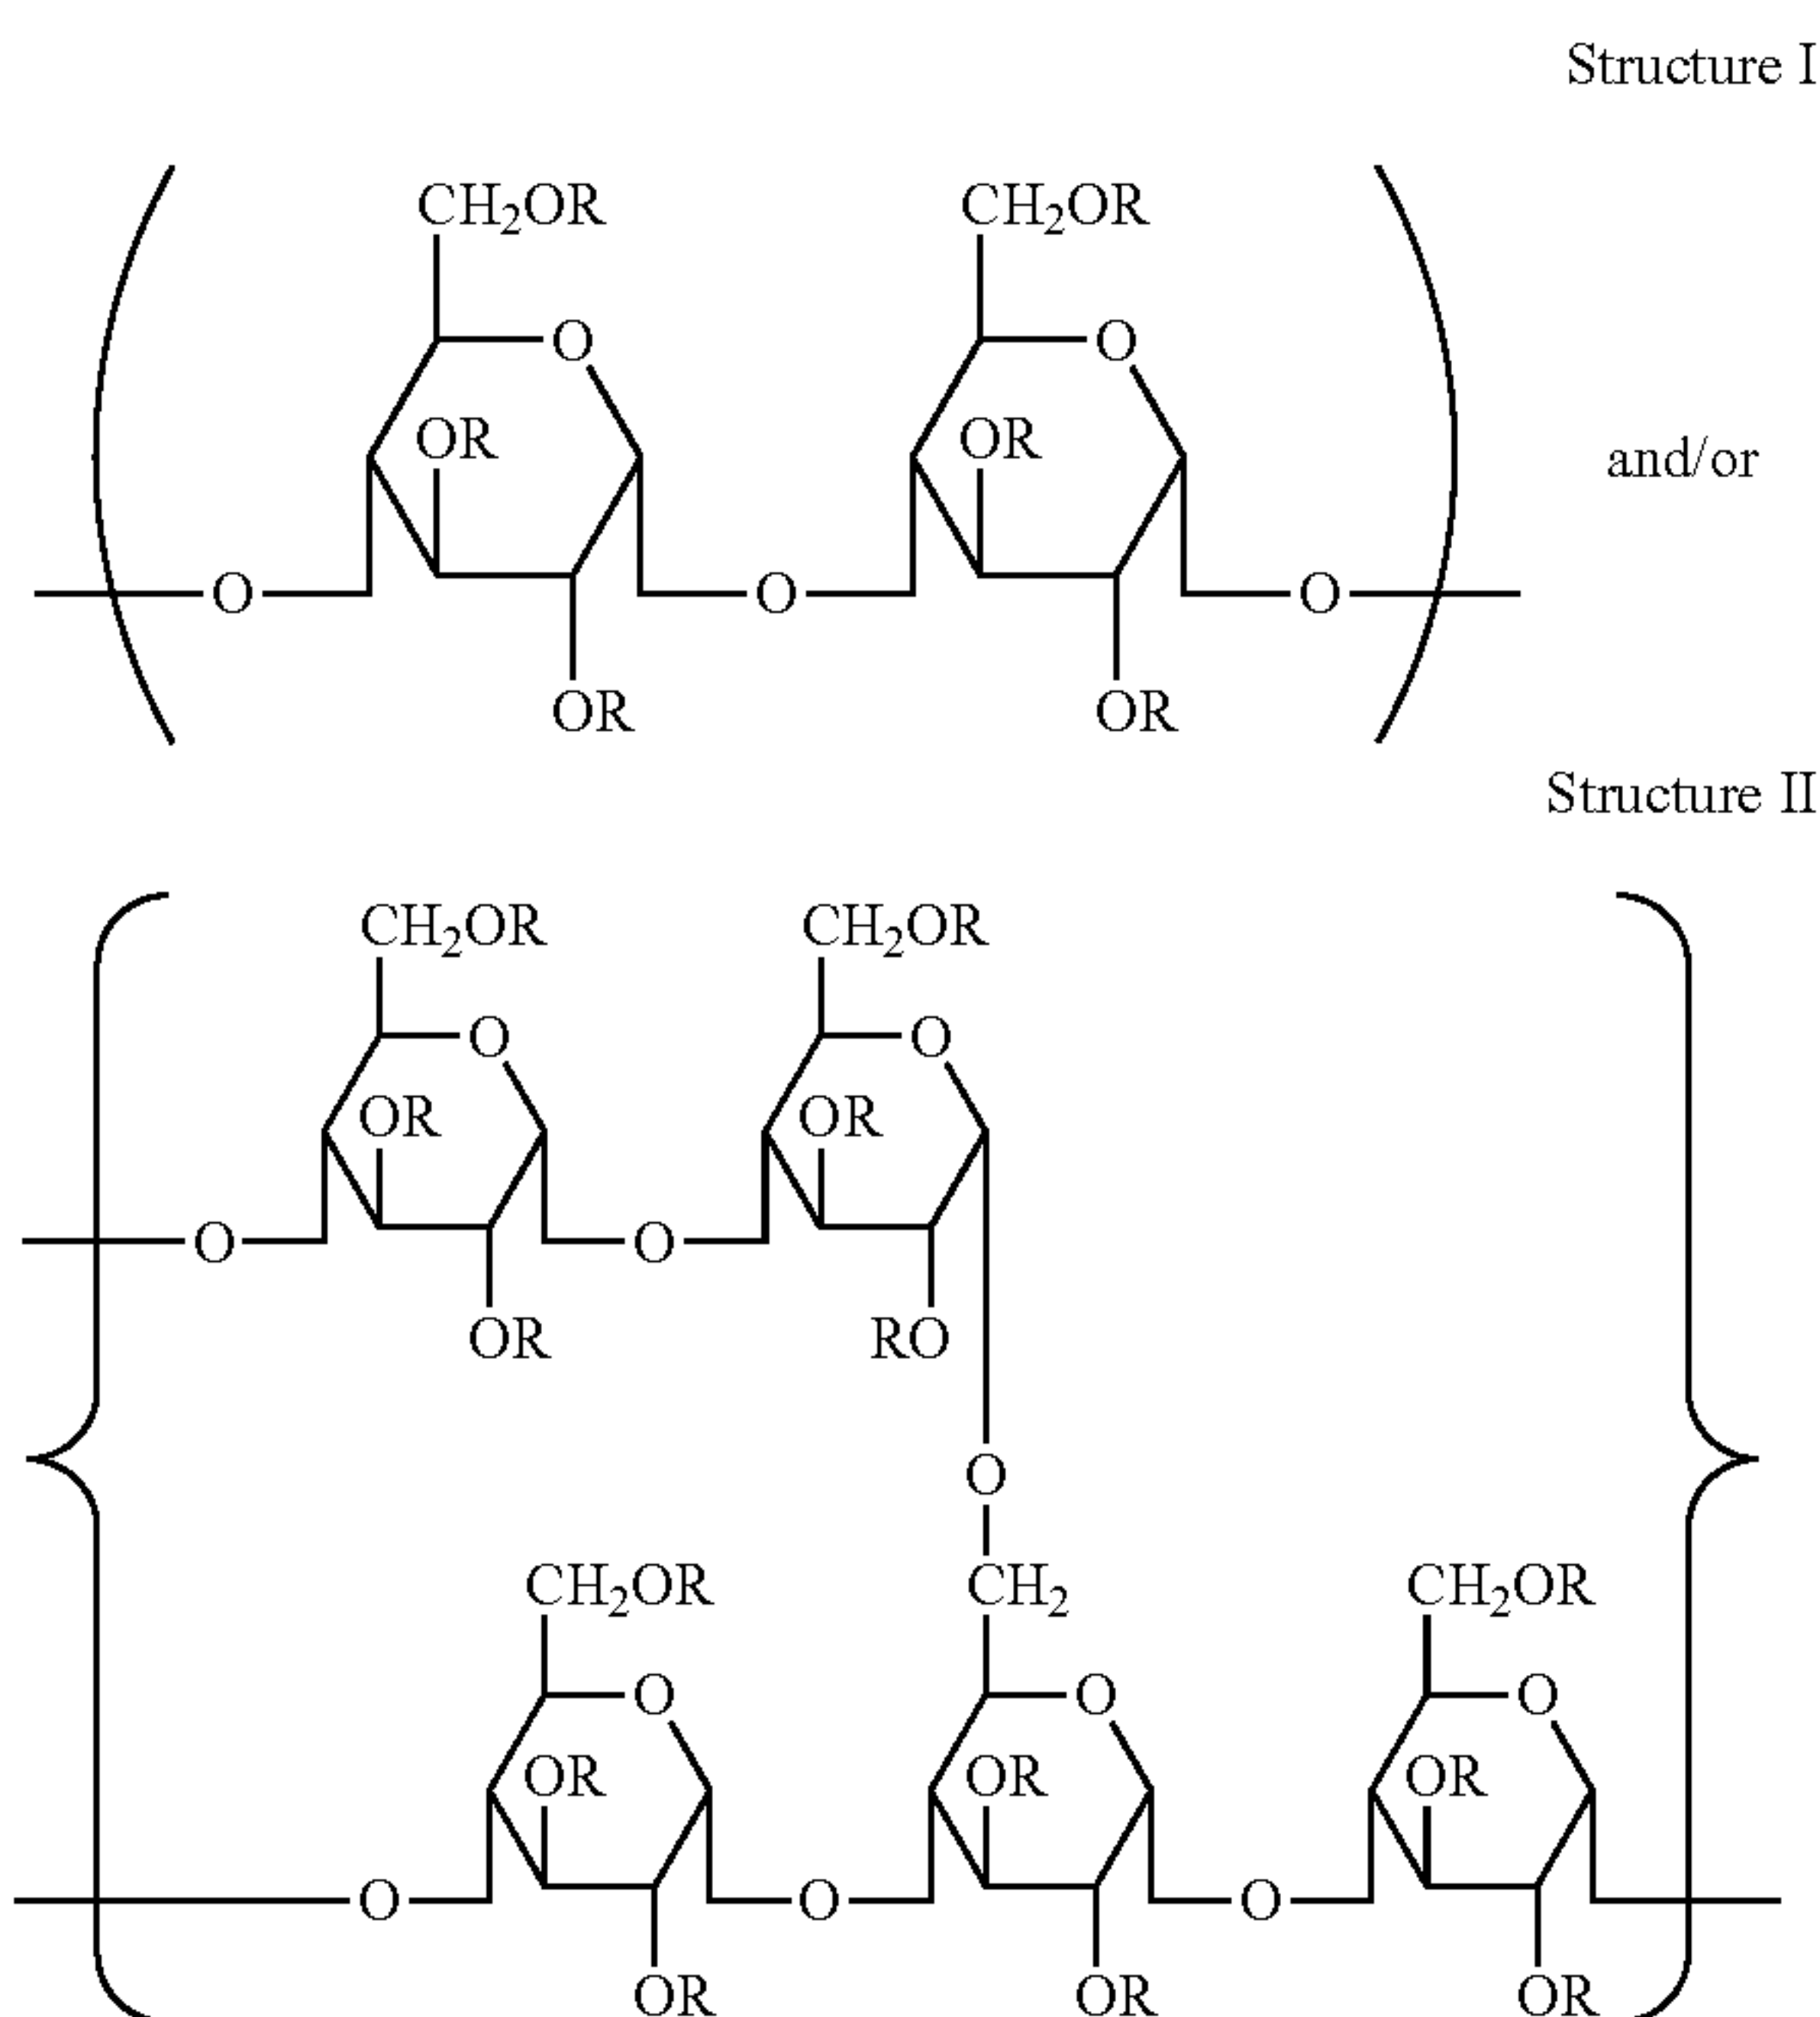 Structure I
CH2OR CH2OR
O O
OR OR
and/or
O O O
OR OR
Structure II
CH2OR CH2OR
O O
OR OR
O O
OR RO
O
CH2OR CH2 CH2OR
O O O
OR OR OR
O O O
OR OR OR